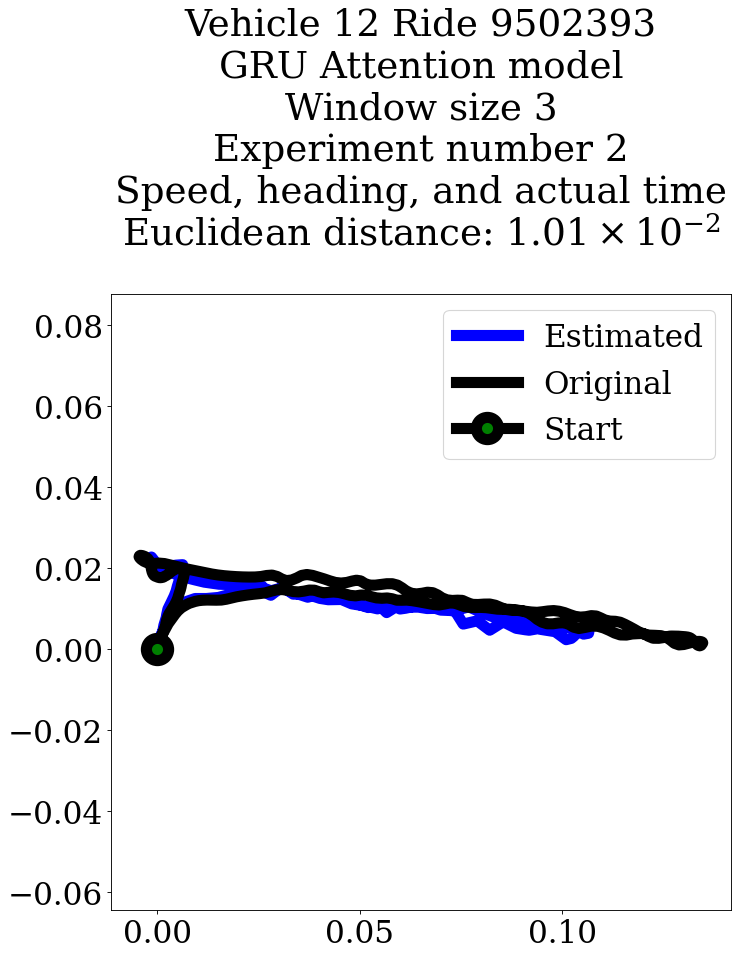 Vehicle 12 Ride 9502393
GRU Attention model
Window size 3
Experiment number 2
Speed, heading, and actual time
Euclidean distance: 1.01 × 10⁻²
Estimated
Original
Start
0.08
0.06
0.04
0.02
0.00
−0.02
−0.04
−0.06
0.00 0.05 0.10